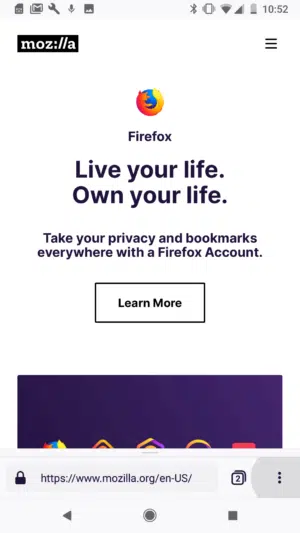 10:52
moz://a
Firefox
Live your life.
Own your life.
Take your privacy and bookmarks
everywhere with a Firefox Account.
Learn More
https://www.mozilla.org/en-US/
2